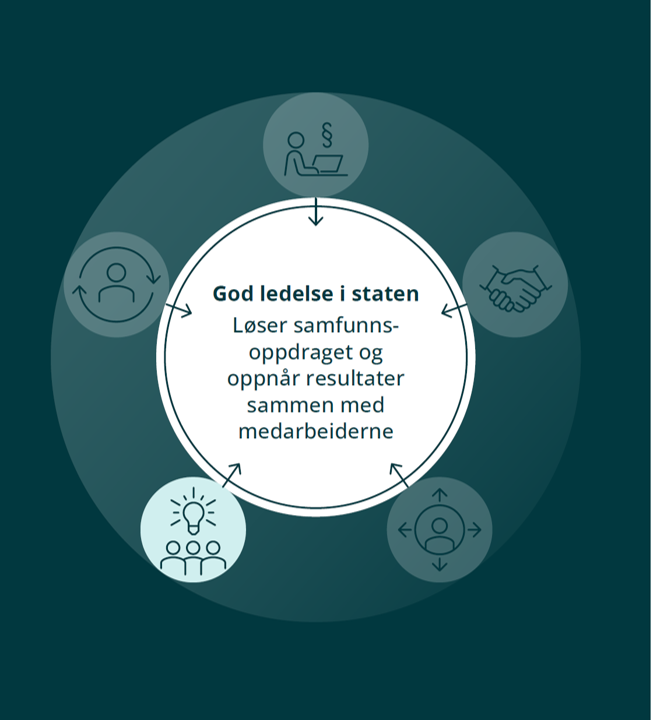 §
God ledelse i staten
Løser samfunns-
oppdraget og
oppnår resultater
sammen med
medarbeiderne